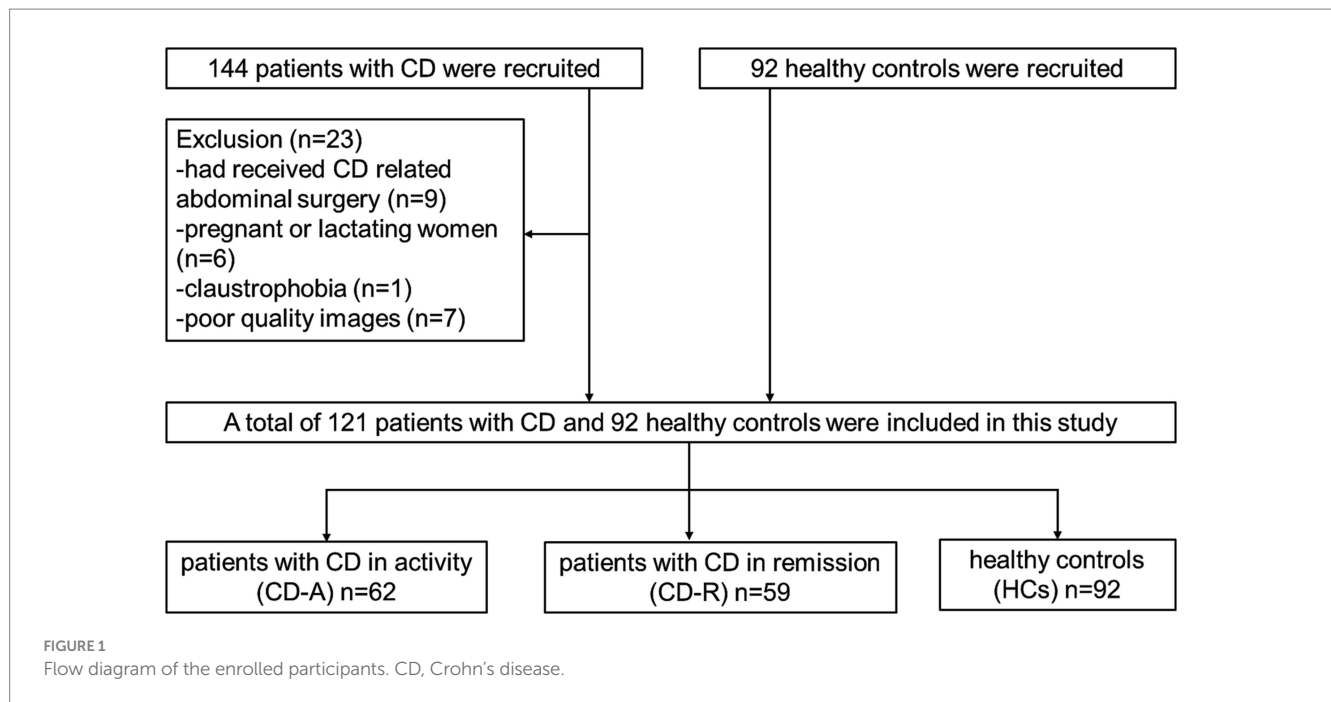 144 patients with CD were recruited
92 healthy controls were recruited
Exclusion (n=23)
-had received CD related
abdominal surgery (n=9)
-pregnant or lactating women
(n=6)
-claustrophobia (n=1)
-poor quality images (n=7)
A total of 121 patients with CD and 92 healthy controls were included in this study
patients with CD in activity
(CD-A) n=62
patients with CD in remission
(CD-R) n=59
healthy controls
(HCs) n=92
FIGURE 1
Flow diagram of the enrolled participants. CD, Crohn’s disease.